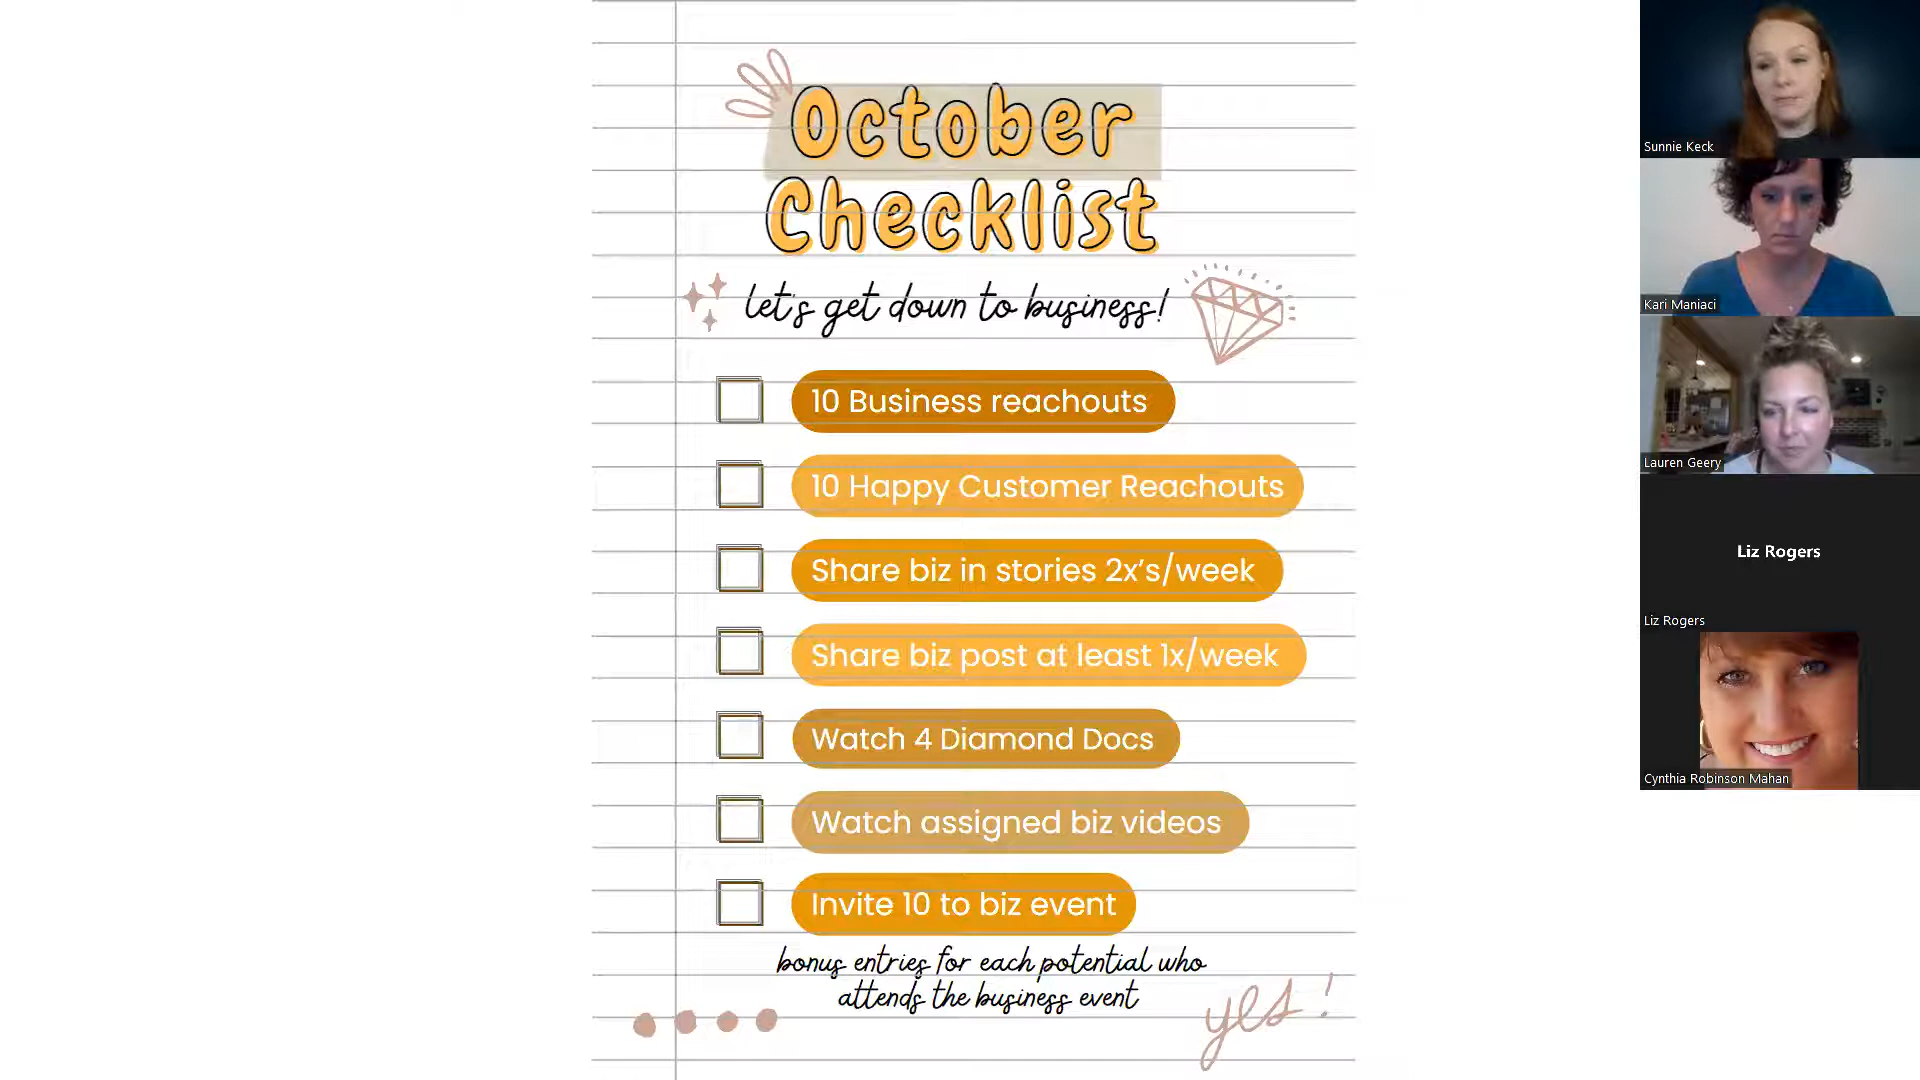 October
Checklist
let's get down to business!
10 Business reachouts
10 Happy Customer Reachouts
Share biz in stories 2x's/week
Share biz post at least 1x/week
Watch 4 Diamond Docs
Watch assigned biz videos
Invite 10 to biz event
bonus entries for each potential who
attends the business event
yes!
Sunnie Keck
Kari Maniaci
Lauren Geery
Liz Rogers
Liz Rogers
Cynthia Robinson Mahan